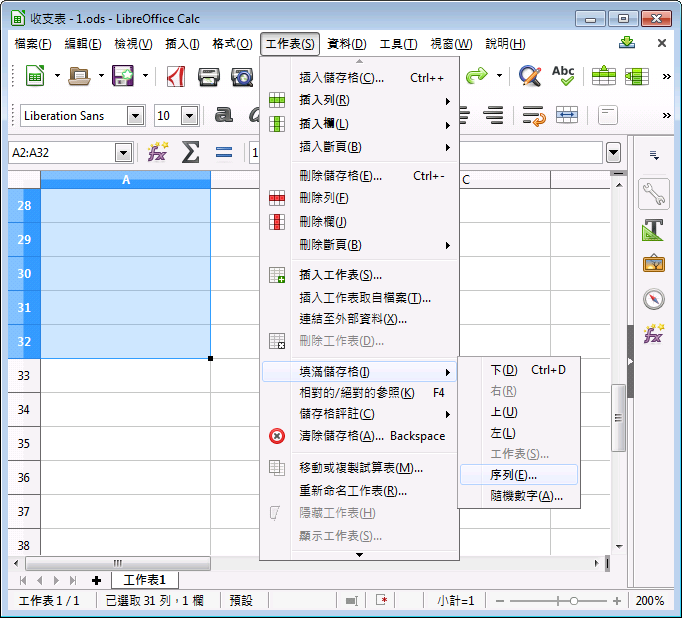 收支表 - 1.ods - LibreOffice Calc
檔案(F) 編輯(E) 檢視(V) 插入(I) 格式(O) 工作表(S) 資料(D) 工具(T) 視窗(W) 說明(H)
Abc
Liberation Sans 10 a
A2:A32 fx Σ = 1
A C
28
29
30
31
32
33
34
35
36
37
38
插入儲存格(C)... Ctrl++
插入列(R)
插入欄(L)
插入斷頁(B)
刪除儲存格(E)... Ctrl+-
刪除列(F)
刪除欄(J)
刪除斷頁(B)
插入工作表(S)...
插入工作表取自檔案(T)...
連結至外部資料(X)...
刪除工作表(D)...
填滿儲存格(I)
相對的/絕對的參照(K) F4
儲存格評註(C)
清除儲存格(A)... Backspace
移動或複製試算表(M)...
重新命名工作表(R)...
隱藏工作表(H)
顯示工作表(S)...
下(D) Ctrl+D
右(R)
上(U)
左(L)
工作表(S)...
序列(E)...
隨機數字(A)...
工作表1
工作表 1 / 1 已選取 31 列，1 欄 預設 小計=1 200%